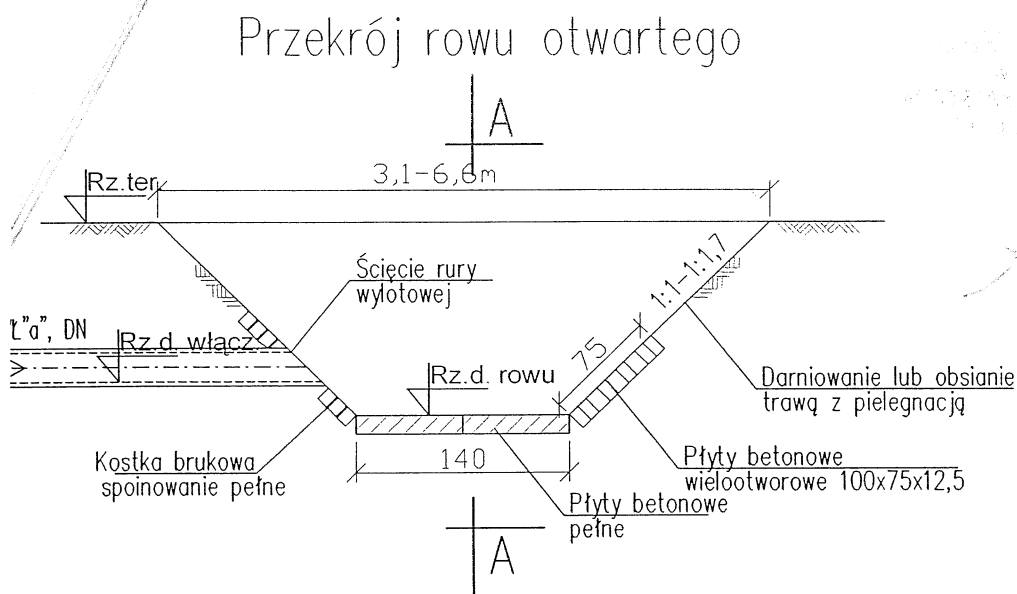 Przekrój rowu otwartego
A
3,1-6,6m
Rz.ter
1:1-1:1,7
Ścięcie rury
wylotowej
Ł"a", DN
Rz.d. włącz
75
Rz.d. rowu
Darniowanie lub obsianie
trawą z pielegnacją
140
Kostka brukowa
spoinowanie pełne
Płyty betonowe
wielootworowe 100x75x12,5
Płyty betonowe
pełne
A